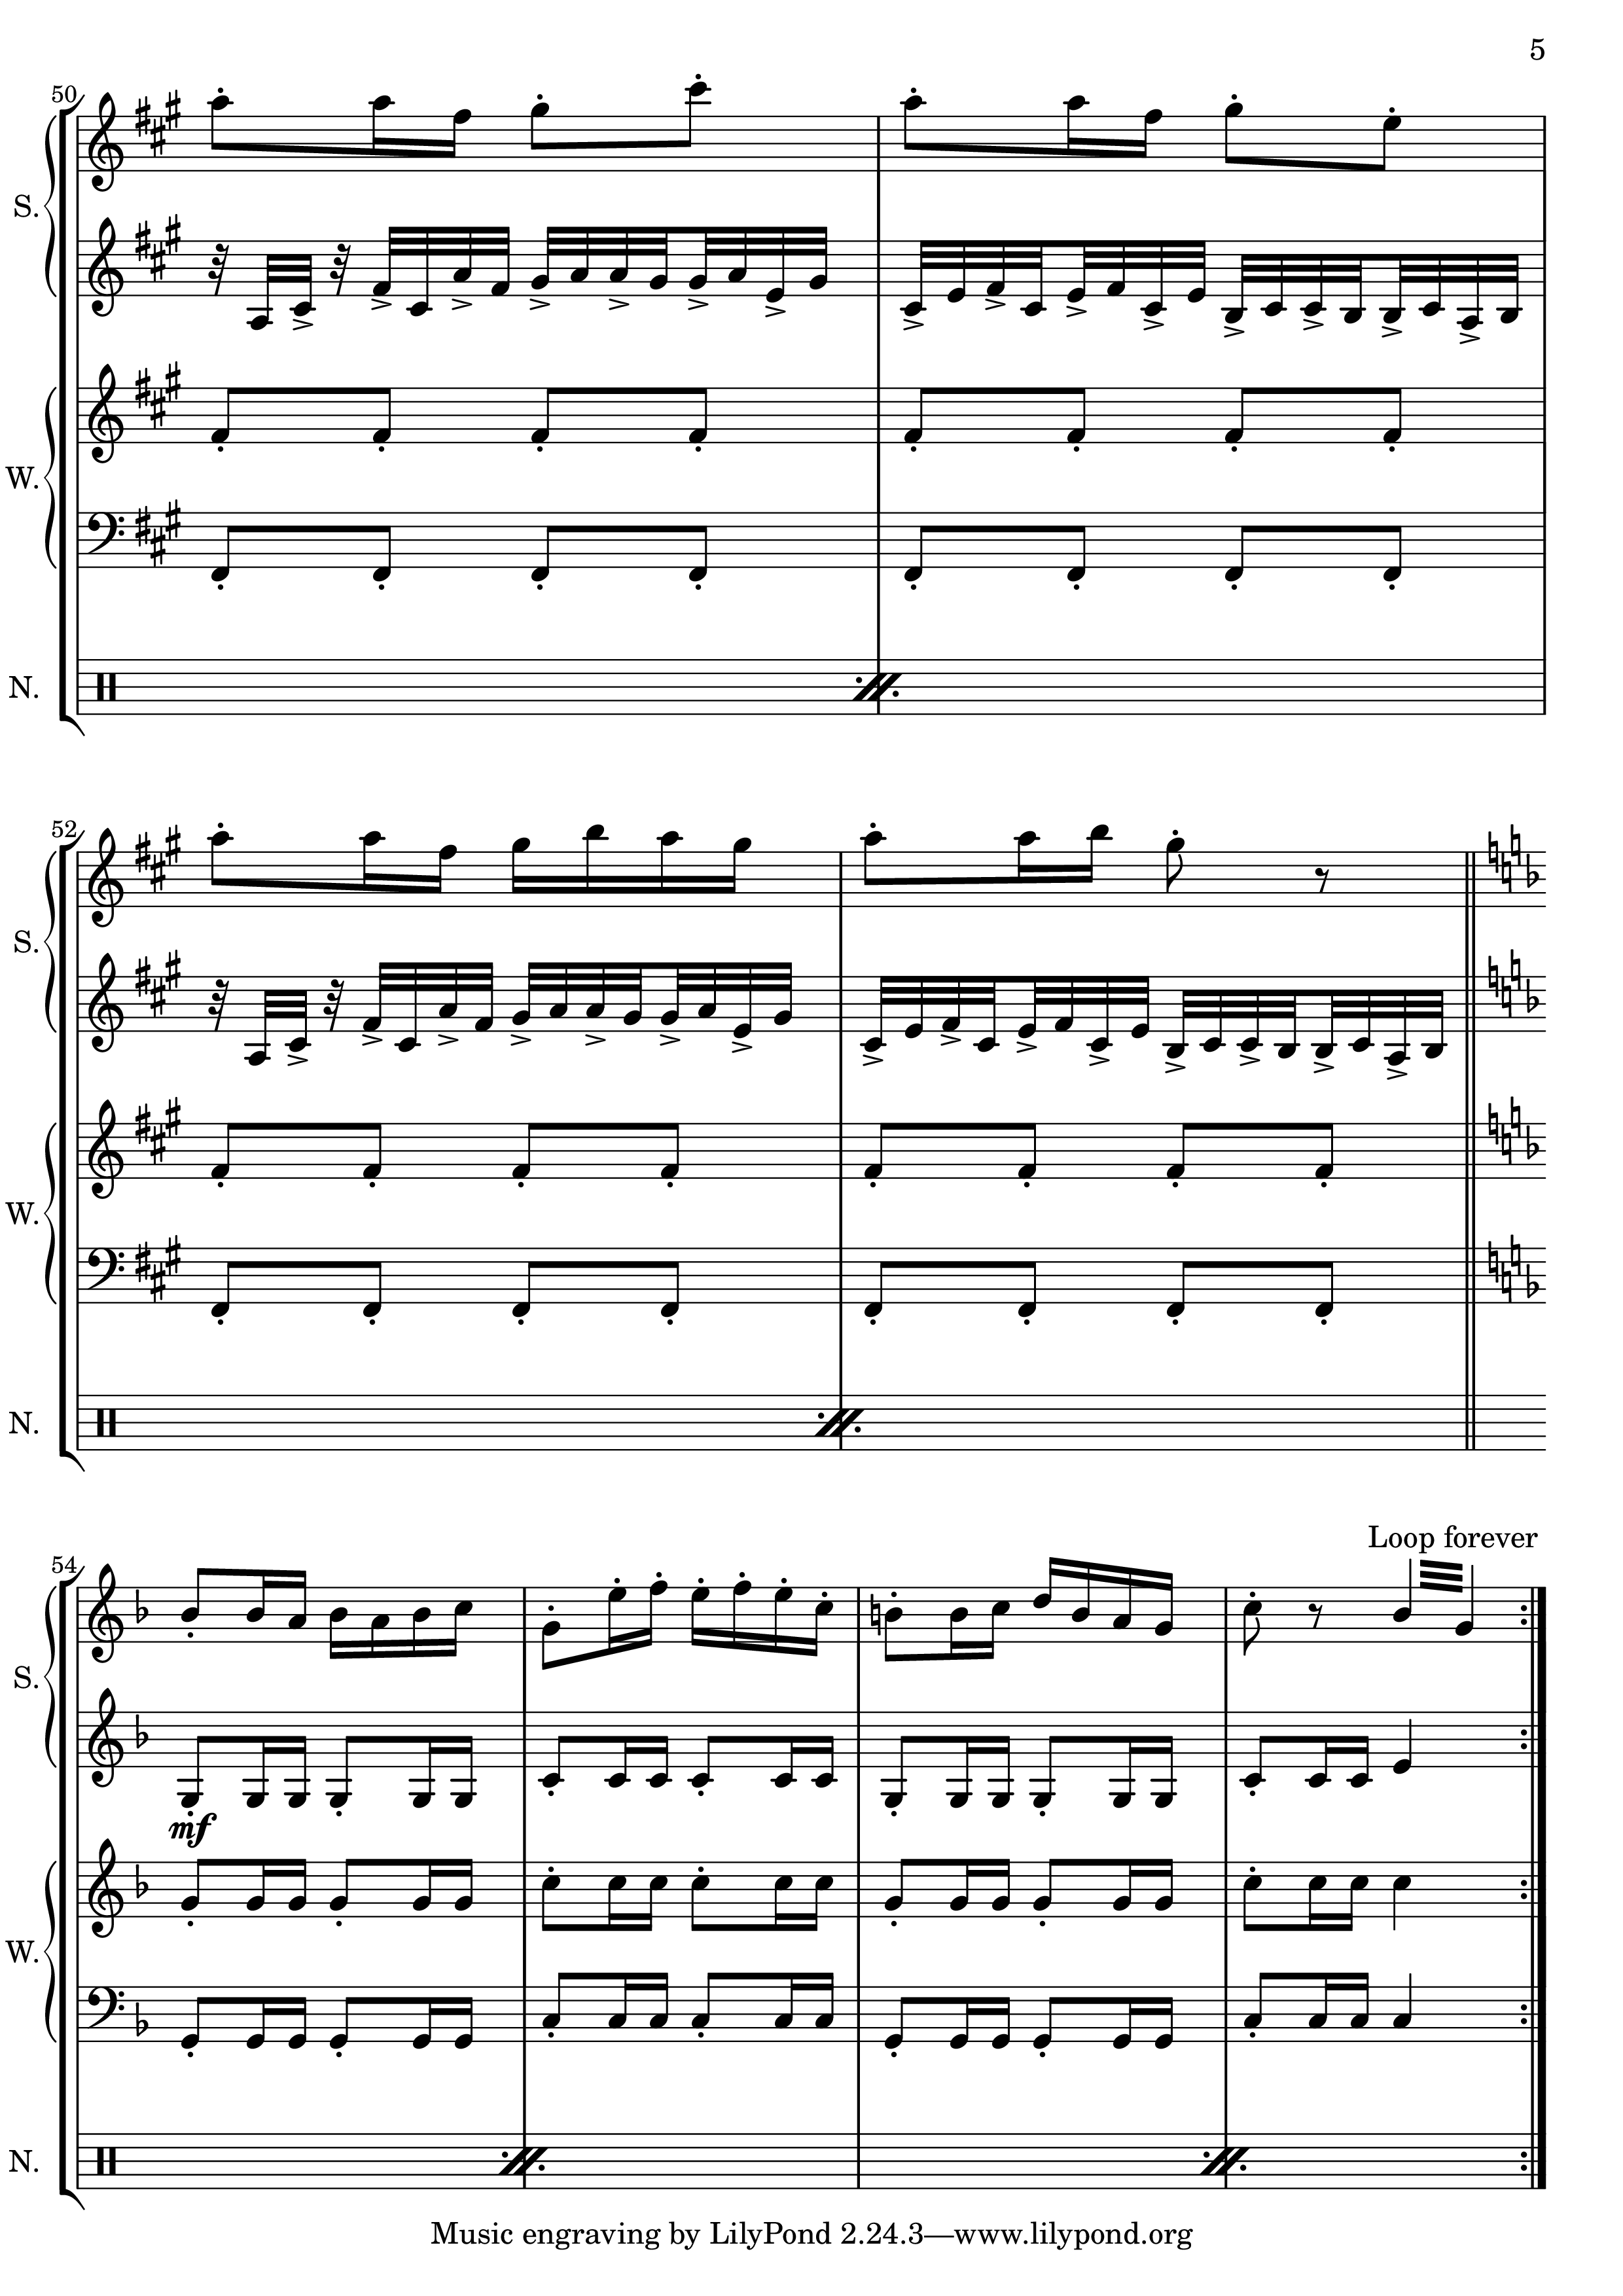 5
50
S.
W.
N.
52
S.
W.
N.
Loop forever
54
S.
mf
W.
N.
Music engraving by LilyPond 2.24.3—www.lilypond.org